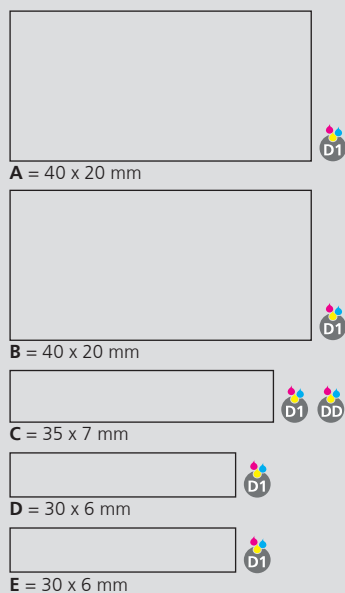 D1
A = 40 x 20 mm
D1
B = 40 x 20 mm
D1 DD
C = 35 x 7 mm
D1
D = 30 x 6 mm
D1
E = 30 x 6 mm